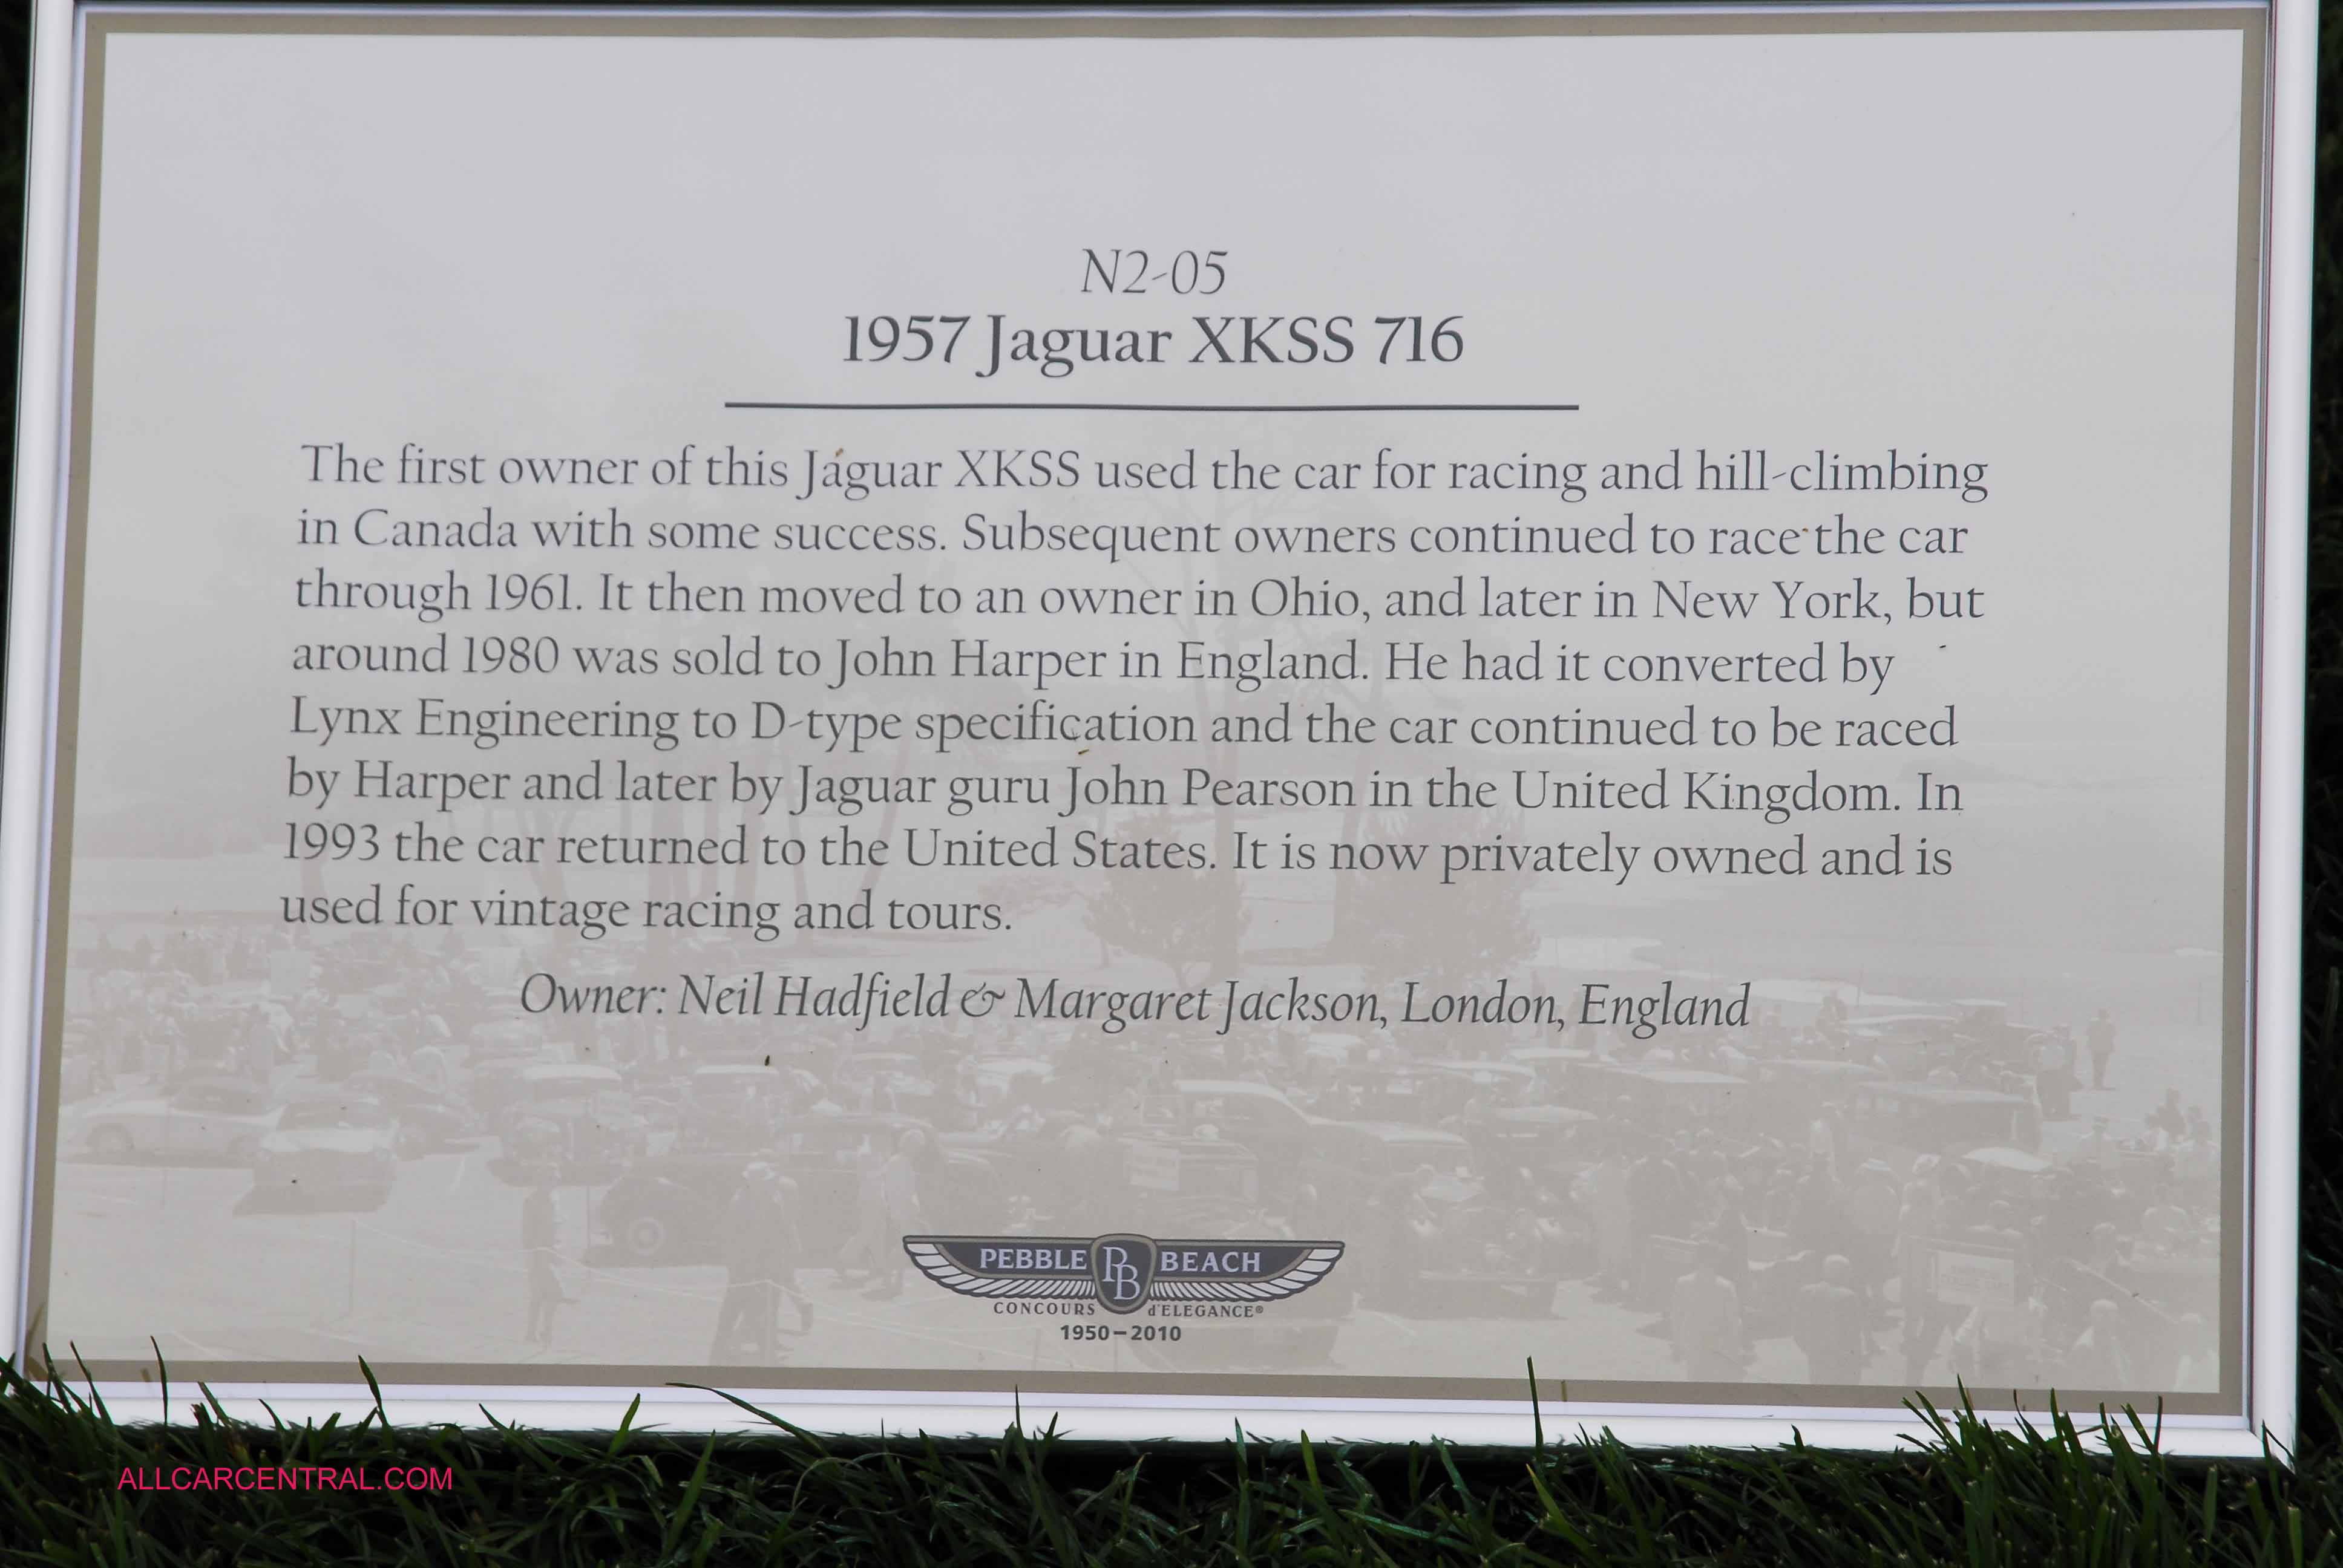 N2-05
1957 Jaguar XKSS 716
The first owner of this Jaguar XKSS used the car for racing and hill-climbing
in Canada with some success. Subsequent owners continued to race the car
through 1961. It then moved to an owner in Ohio, and later in New York, but
around 1980 was sold to John Harper in England. He had it converted by
Lynx Engineering to D-type specification and the car continued to be raced
by Harper and later by Jaguar guru John Pearson in the United Kingdom. In
1993 the car returned to the United States. It is now privately owned and is
used for vintage racing and tours.
Owner: Neil Hadfield & Margaret Jackson, London, England
PEBBLE PB BEACH
CONCOURS d'ELEGANCE®
1950–2010
ALLCARCENTRAL.COM